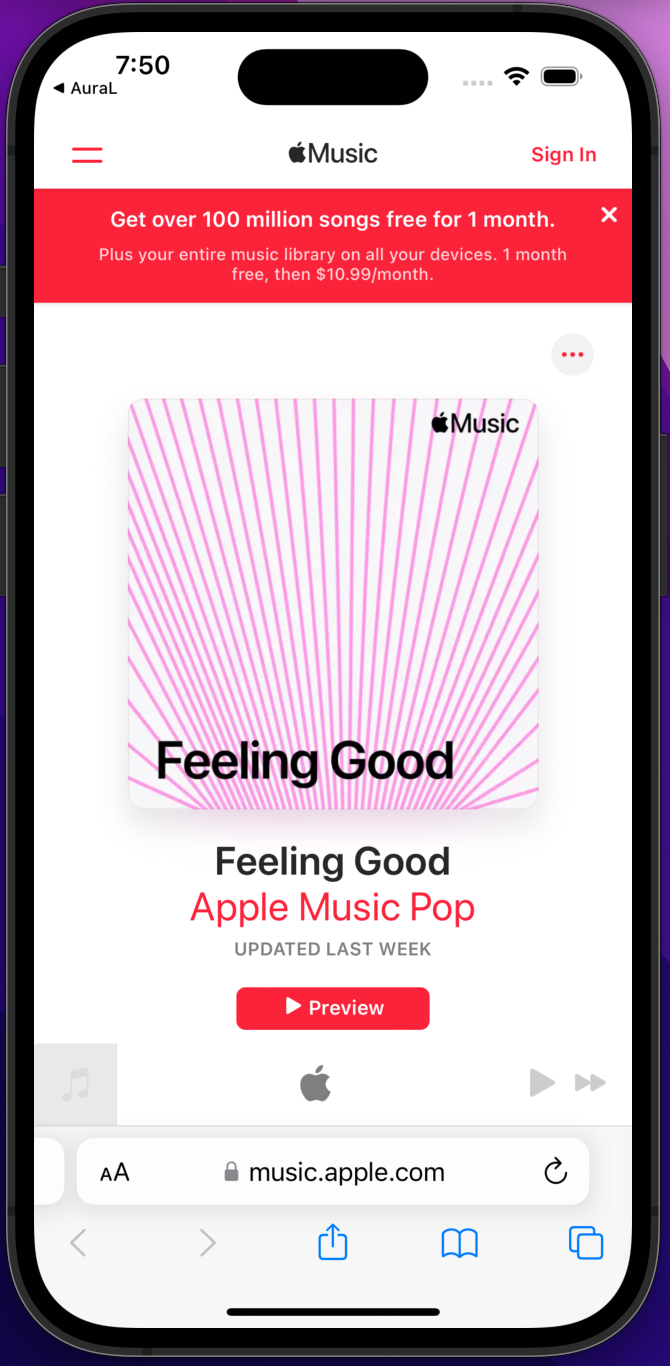 7:50
◀ AuraL
Music
Sign In
Get over 100 million songs free for 1 month.
Plus your entire music library on all your devices. 1 month
free, then $10.99/month.
Music
Feeling Good
Feeling Good
Apple Music Pop
UPDATED LAST WEEK
Preview
AA
music.apple.com